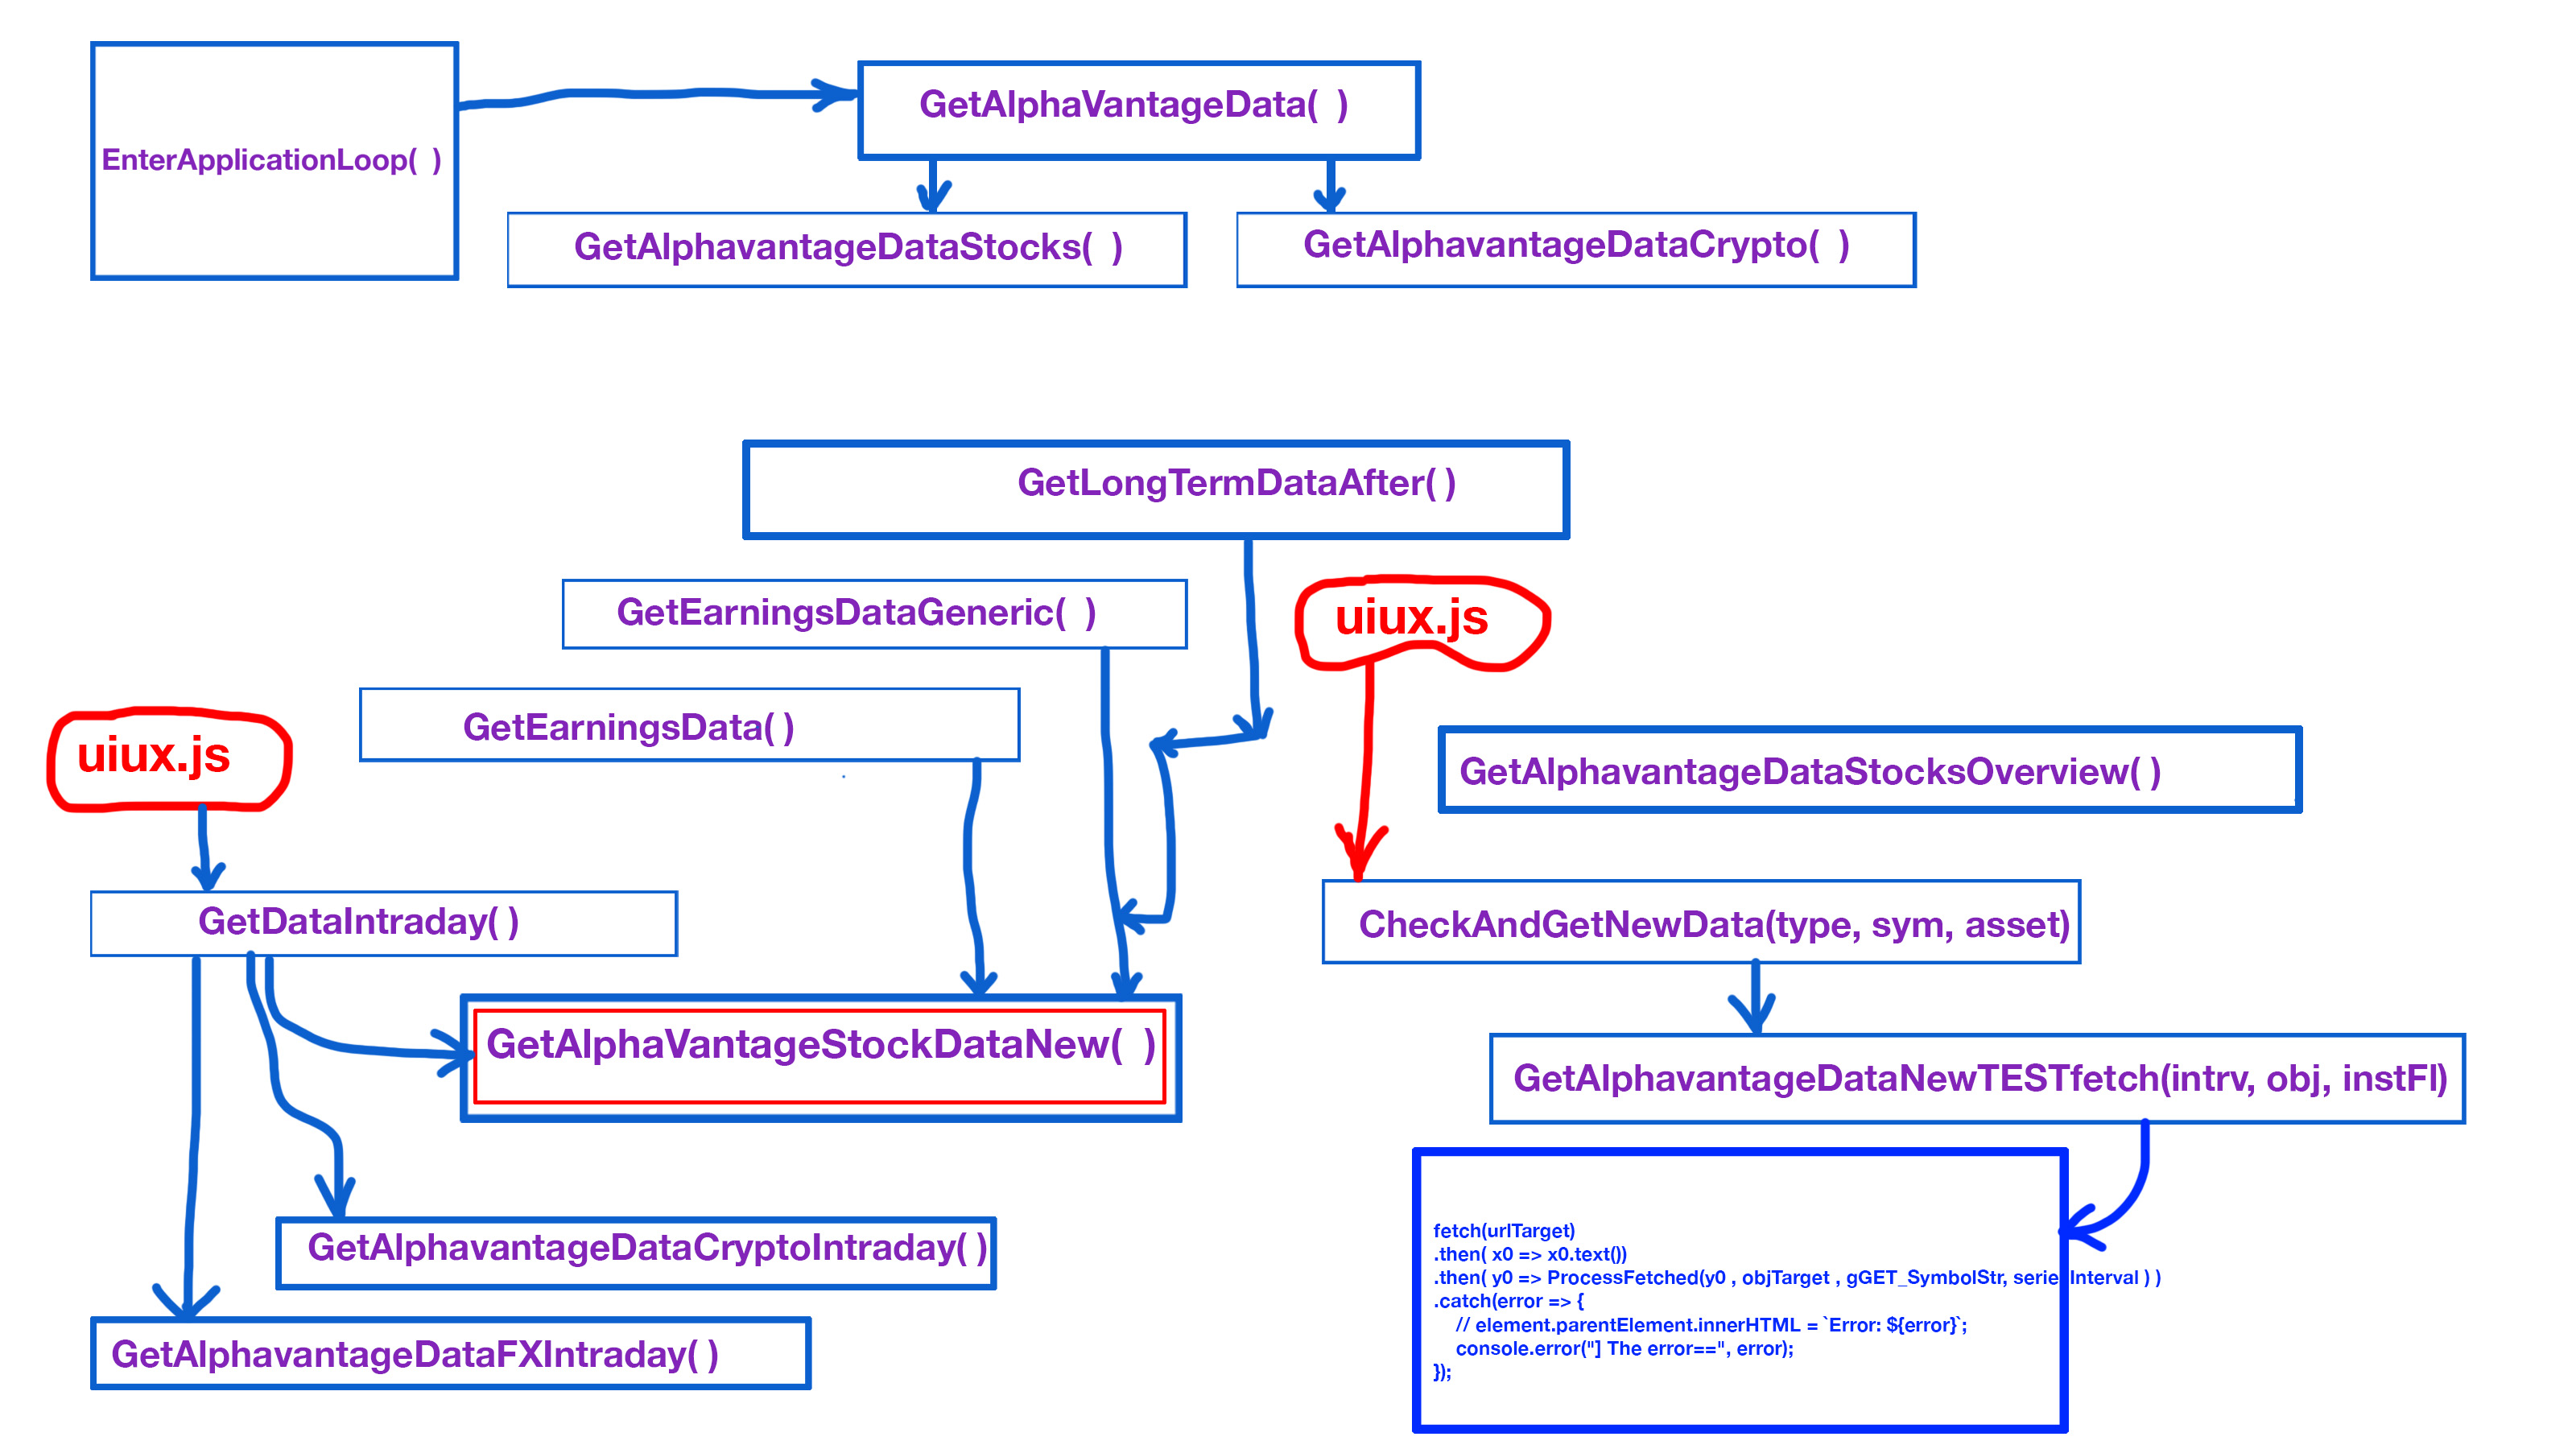 EnterApplicationLoop(  )
GetAlphaVantageData(  )
GetAlphavantageDataStocks(  )
GetAlphavantageDataCrypto(  )
GetLongTermDataAfter( )
GetEarningsDataGeneric(  )
uiux.js
GetEarningsData( )
uiux.js
GetAlphavantageDataStocksOverview( )
GetDataIntraday( )
CheckAndGetNewData(type, sym, asset)
GetAlphaVantageStockDataNew(  )
GetAlphavantageDataNewTESTfetch(intrv, obj, instFl)
GetAlphavantageDataCryptoIntraday( )
GetAlphavantageDataFXIntraday( )
fetch(urlTarget)
.then( x0 => x0.text())
.then( y0 => ProcessFetched(y0 , objTarget , gGET_SymbolStr, seriesInterval ) )
.catch(error => {
// element.parentElement.innerHTML = `Error: ${error}`;
console.error("] The error==", error);
});